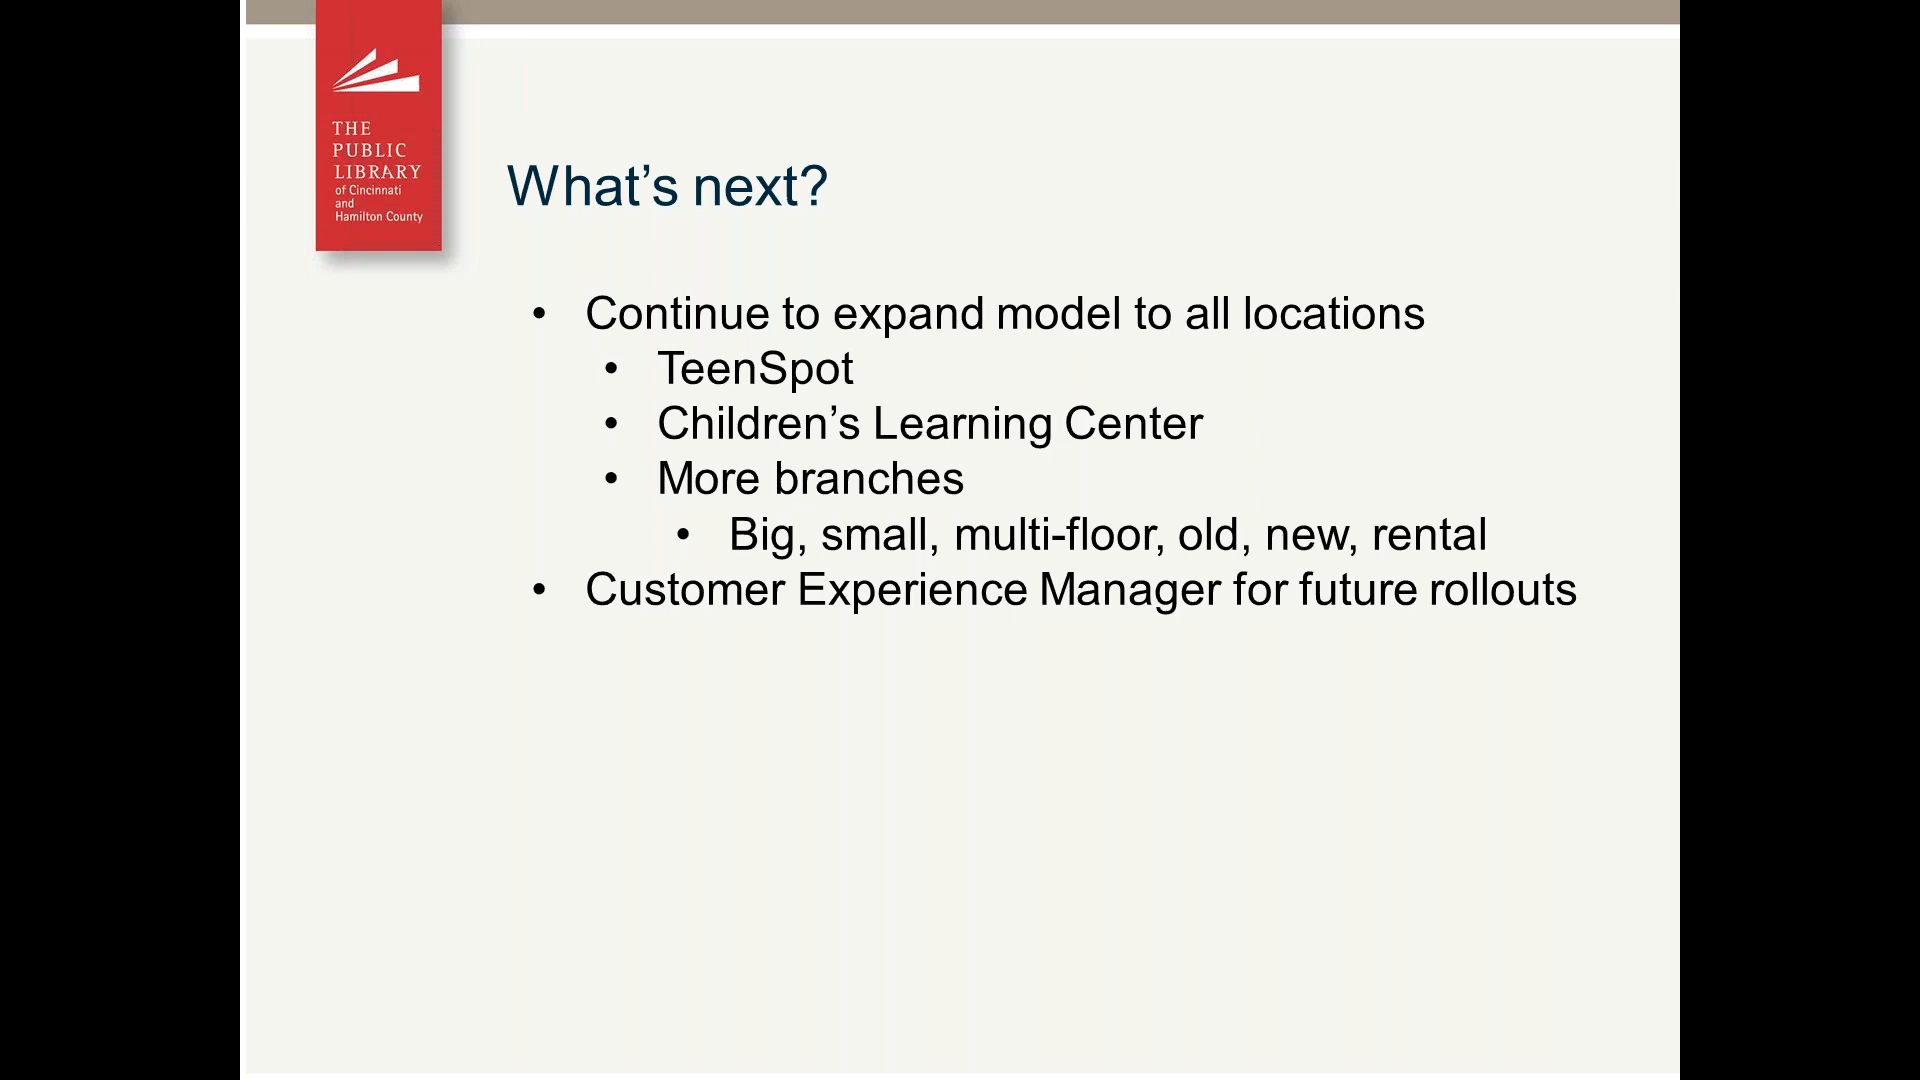 THE
PUBLIC
LIBRARY
of Cincinnati
and
Hamilton County
What’s next?
• Continue to expand model to all locations
• TeenSpot
• Children’s Learning Center
• More branches
• Big, small, multi-floor, old, new, rental
• Customer Experience Manager for future rollouts